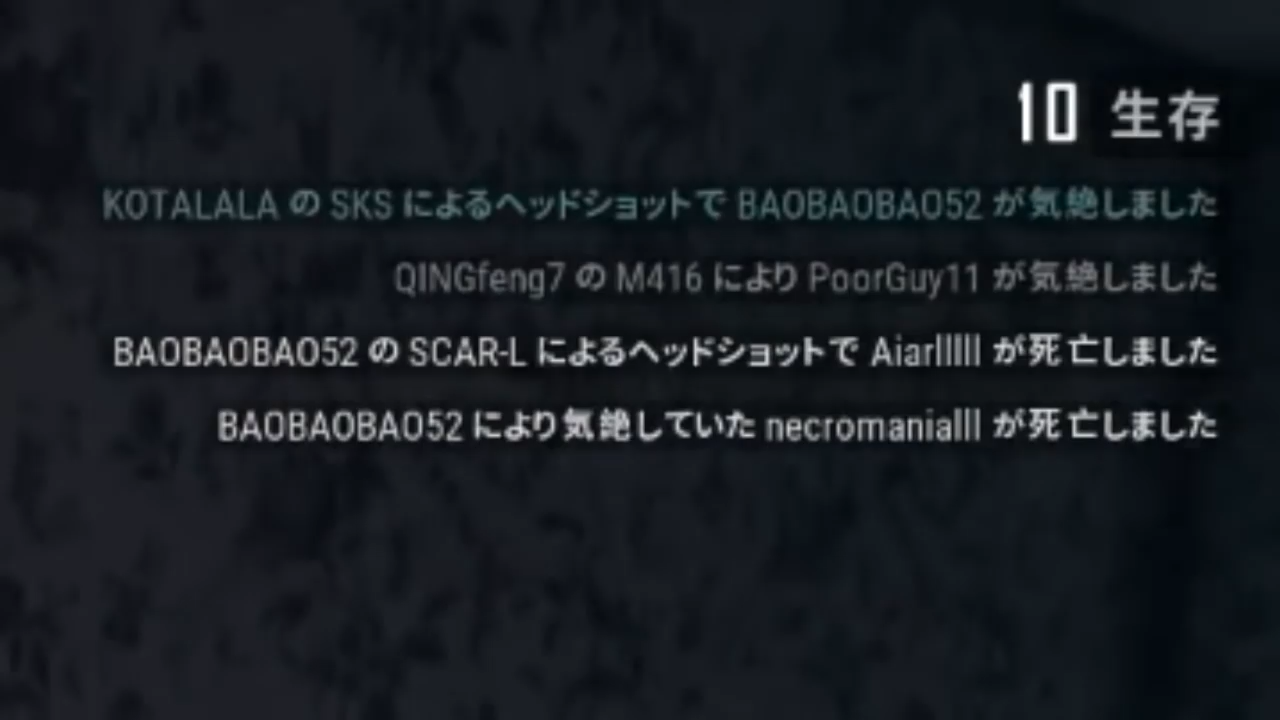 10 生存
KOTALALA の SKS によるヘッドショットで BAOBAOBAO52 が気絶しました
QINGfeng7 の M416 により PoorGuy11 が気絶しました
BAOBAOBAO52 の SCAR-L によるヘッドショットで Aiarlllll が死亡しました
BAOBAOBAO52 により気絶していた necromanialll が死亡しました